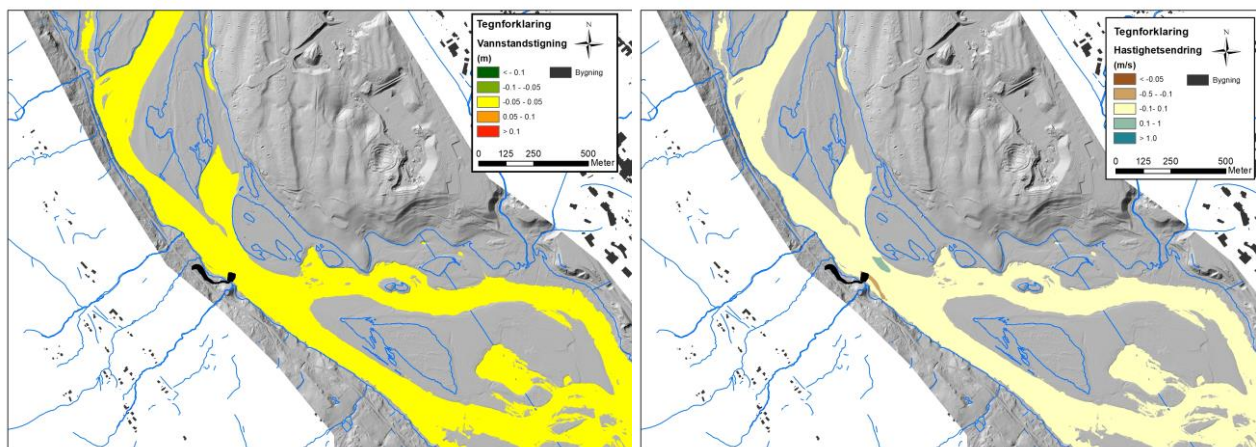 Tegnforklaring
Vannstandstigning
N
(m)
< - 0.1
Bygning
-0.1 - -0.05
-0.05 - 0.05
0.05 - 0.1
> 0.1
0 125 250 500
Meter
Tegnforklaring
Hastighetsendring
N
(m/s)
< -0.05
Bygning
-0.5 - -0.1
-0.1- 0.1
0.1 - 1
> 1.0
0 125 250 500
Meter